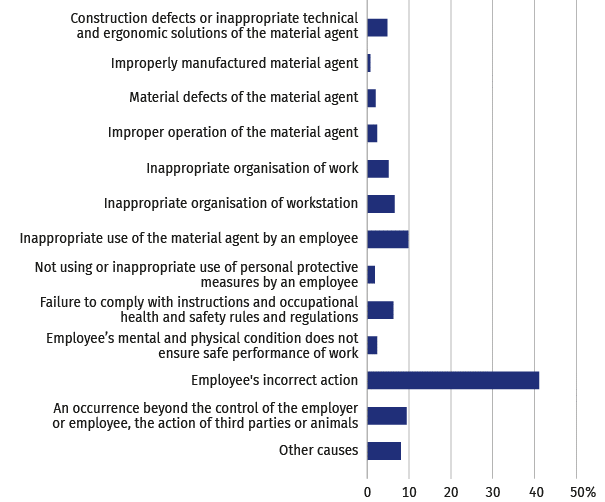 Construction defects or inappropriate technical
and ergonomic solutions of the material agent
Improperly manufactured material agent
Material defects of the material agent
Improper operation of the material agent
Inappropriate organisation of work
Inappropriate organisation of workstation
Inappropriate use of the material agent by an employee
Not using or inappropriate use of personal protective
measures by an employee
Failure to comply with instructions and occupational
health and safety rules and regulations
Employee’s mental and physical condition does not
ensure safe performance of work
Employee's incorrect action
An occurrence beyond the control of the employer
or employee, the action of third parties or animals
Other causes
0 10 20 30 40 50%